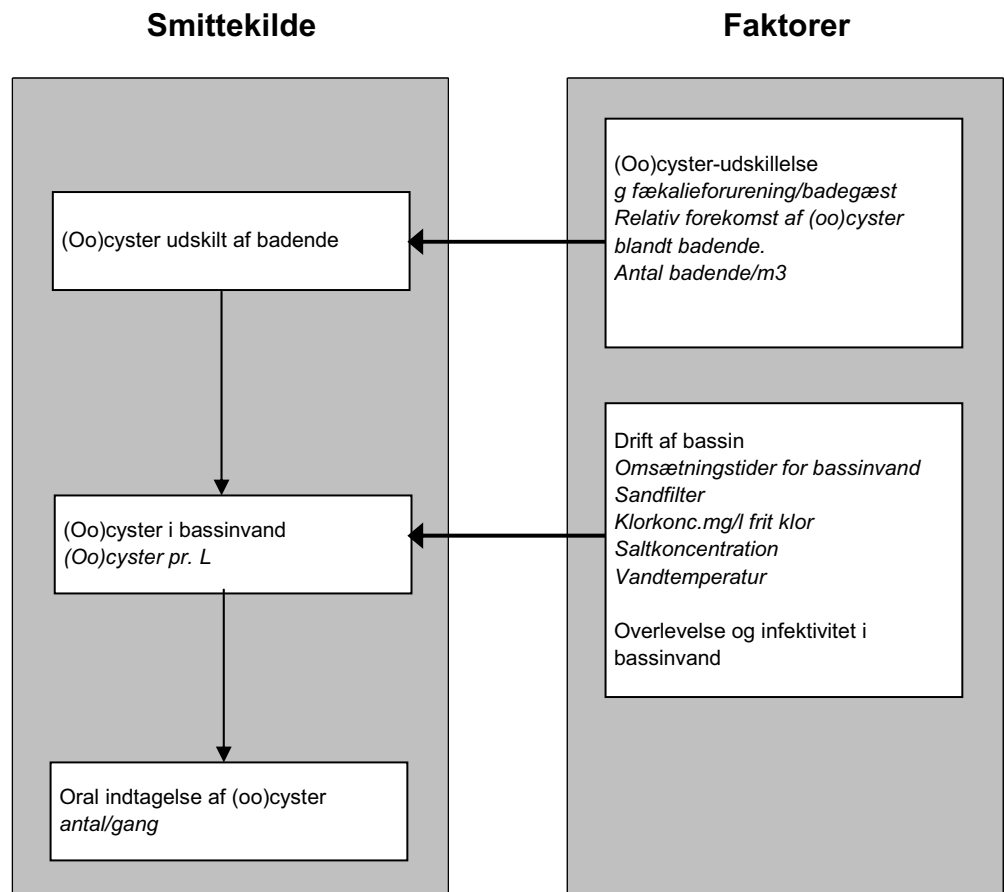 Smittekilde
Faktorer
(Oo)cyster udskilt af badende
(Oo)cyster i bassinvand
(Oo)cyster pr. L
Oral indtagelse af (oo)cyster
antal/gang
(Oo)cyster-udskillelse
g fækalieforurening/badegæst
Relativ forekomst af (oo)cyster
blandt badende.
Antal badende/m3
Drift af bassin
Omsætningstider for bassinvand
Sandfilter
Klorkonc.mg/l frit klor
Saltkoncentration
Vandtemperatur
Overlevelse og infektivitet i
bassinvand